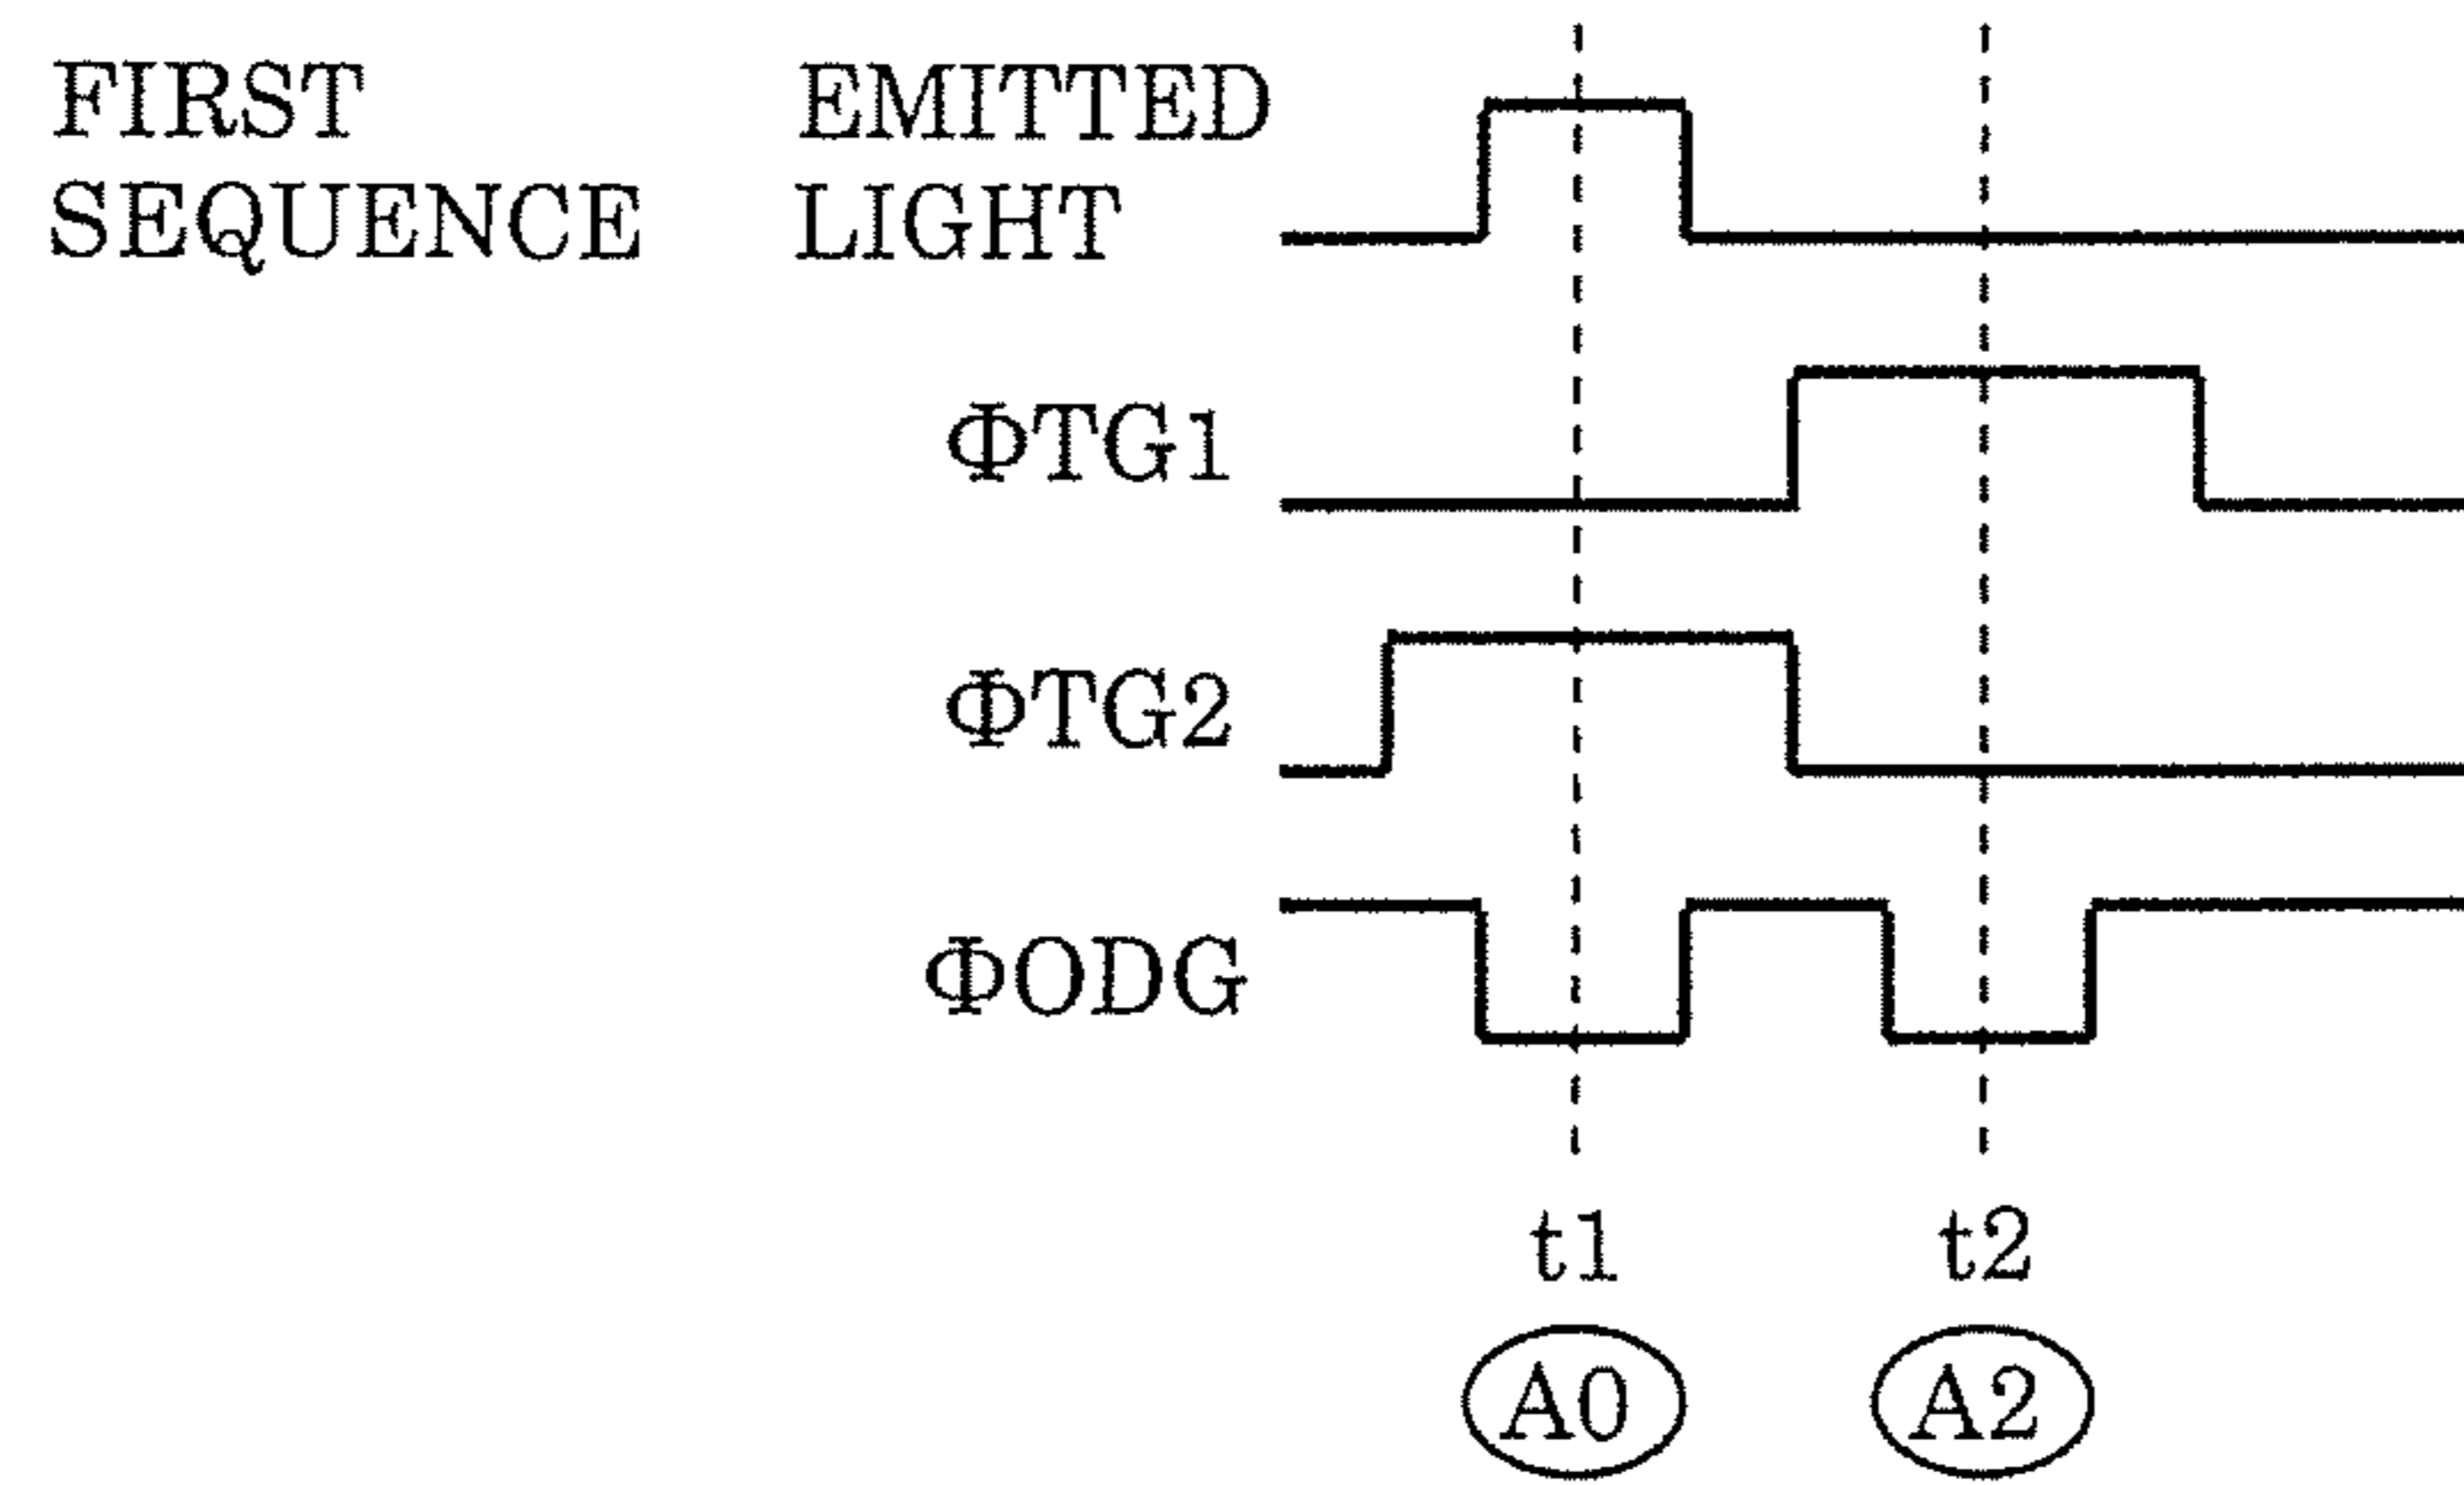 FIRST
SEQUENCE
EMITTED
LIGHT
ΦTG1
ΦTG2
ΦODG
t1
t2
A0
A2